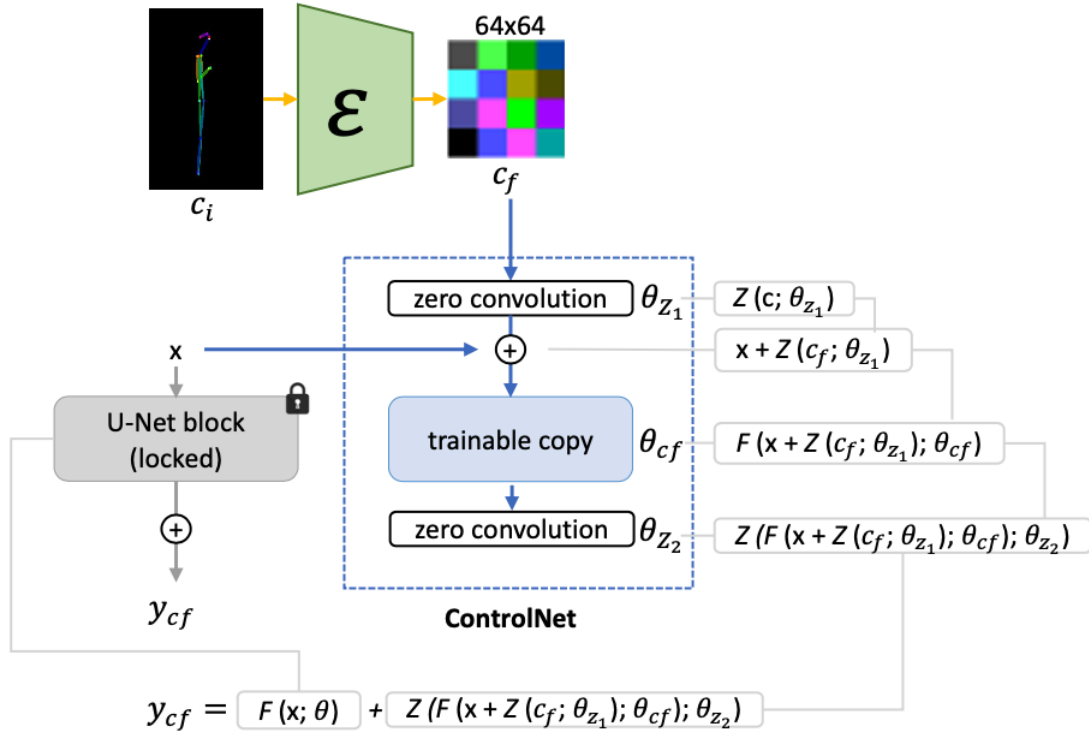 64x64
ε
c_i
c_f
zero convolution θ_{Z_1} Z (c; θ_{z_1})
x + x + Z (c_f; θ_{z_1})
U-Net block
(locked)
trainable copy θ_{cf} F (x + Z (c_f; θ_{z_1}); θ_{cf})
+
zero convolution θ_{Z_2} Z (F (x + Z (c_f; θ_{z_1}); θ_{cf}); θ_{z_2})
y_{cf}
ControlNet
y_{cf} = F (x; θ) + Z (F (x + Z (c_f; θ_{z_1}); θ_{cf}); θ_{z_2})